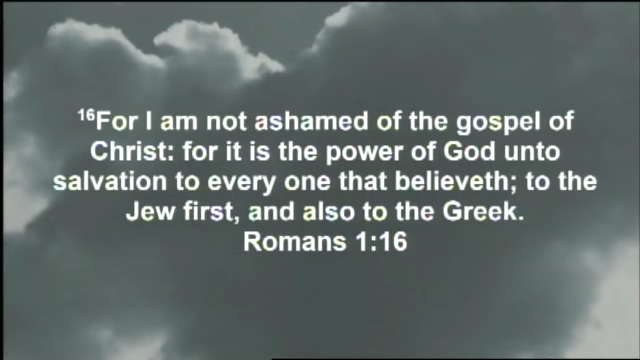 ¹⁶For I am not ashamed of the gospel of
Christ: for it is the power of God unto
salvation to every one that believeth; to the
Jew first, and also to the Greek.
Romans 1:16